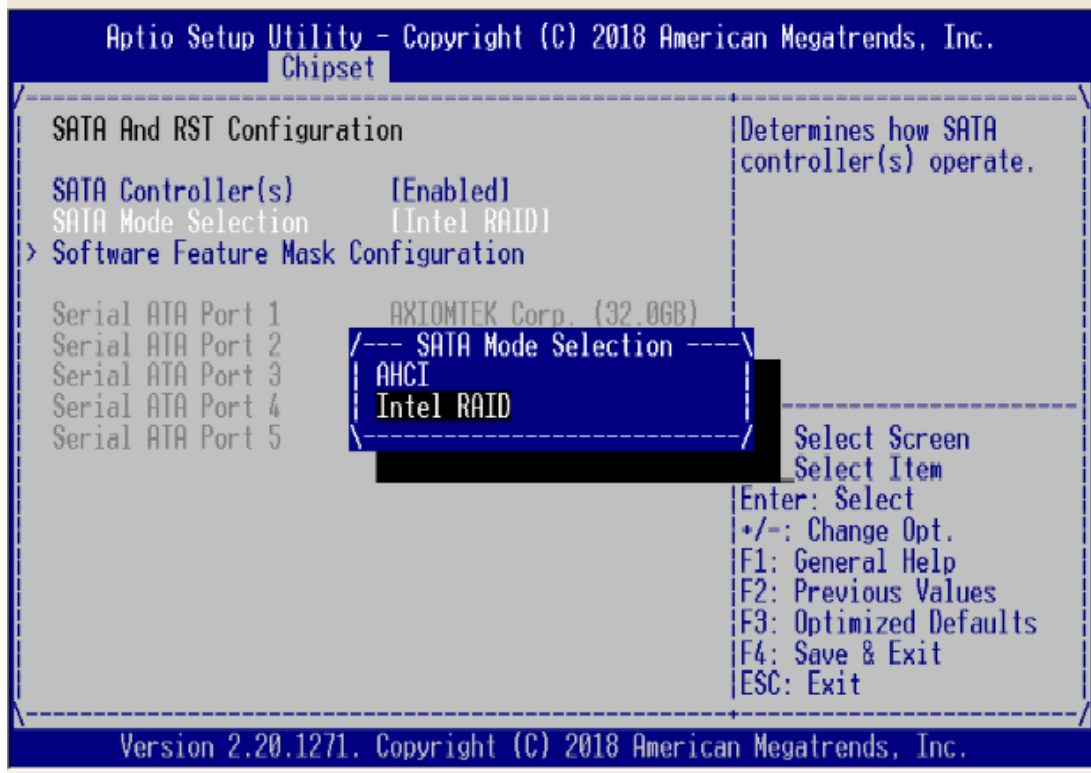 Aptio Setup Utility - Copyright (C) 2018 American Megatrends, Inc.
Chipset
SATA And RST Configuration
SATA Controller(s) [Enabled]
SATA Mode Selection [Intel RAID]
> Software Feature Mask Configuration
Serial ATA Port 1 AXIOMTEK Corp. (32.0GB)
Serial ATA Port 2
Serial ATA Port 3
Serial ATA Port 4
Serial ATA Port 5
SATA Mode Selection
AHCI
Intel RAID
Determines how SATA
controller(s) operate.
Select Screen
Select Item
Enter: Select
+/-: Change Opt.
F1: General Help
F2: Previous Values
F3: Optimized Defaults
F4: Save & Exit
ESC: Exit
Version 2.20.1271. Copyright (C) 2018 American Megatrends, Inc.